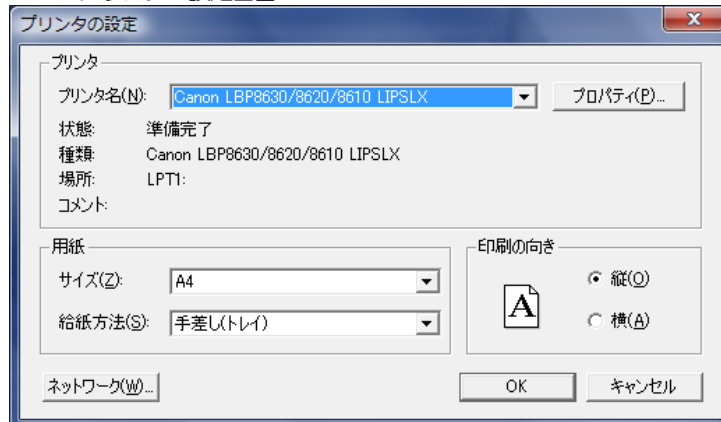 プリンタの設定
プリンタ
プリンタ名(N): Canon LBP8630/8620/8610 LIPSLX プロパティ(P)...
状態: 準備完了
種類: Canon LBP8630/8620/8610 LIPSLX
場所: LPT1:
コメント:
用紙
サイズ(Z): A4
給紙方法(S): 手差し(トレイ)
印刷の向き
A
縦(O)
横(A)
ネットワーク(W)...
OK
キャンセル